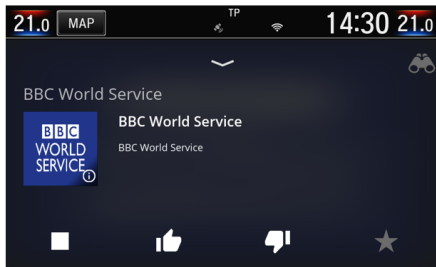 21.0 MAP TP 14:30 21.0
BBC World Service
BBC
WORLD
SERVICE
BBC World Service
BBC World Service